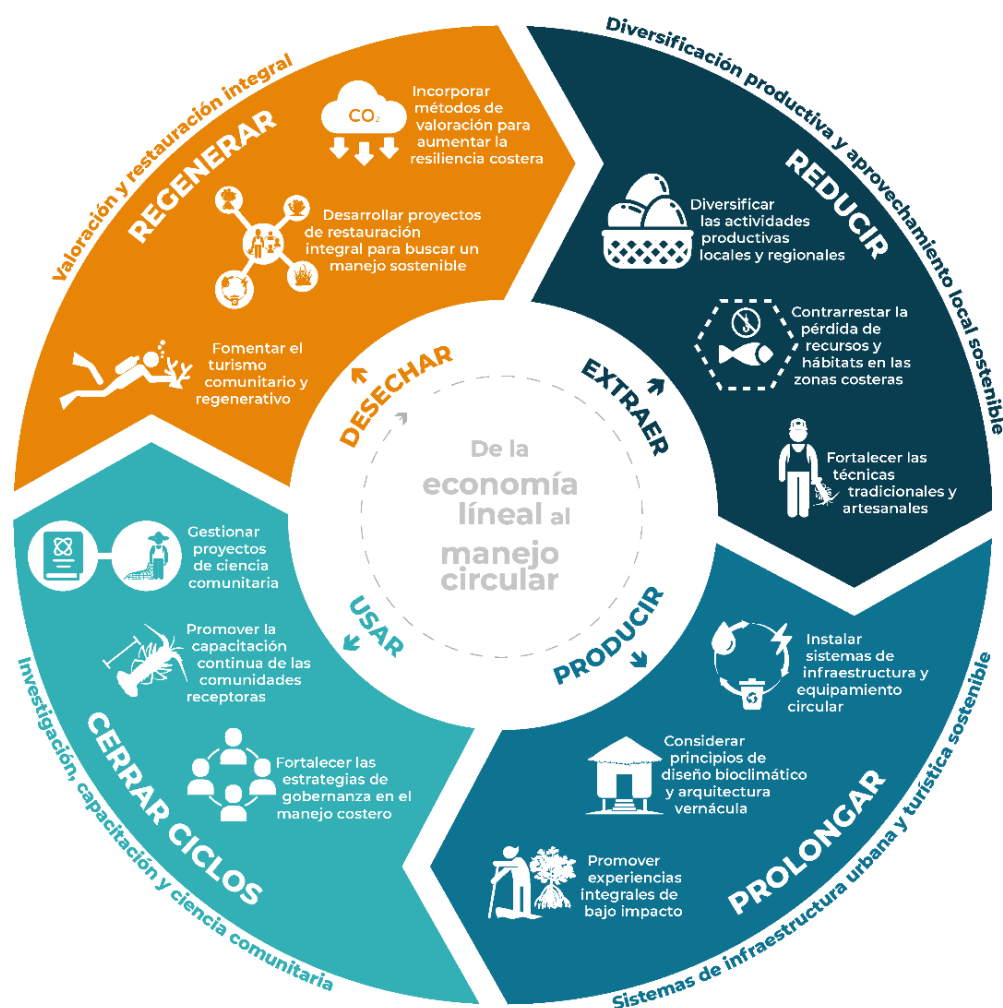 Diversificación productiva y aprovechamiento local sostenible
REDUCIR
Diversificar
las actividades
productivas
locales y regionales
Contrarrestar la
pérdida de
recursos y
hábitats en las
zonas costeras
Fortalecer las
técnicas
tradicionales y
artesanales
EXTRAER
Sistemas de infraestructura urbana y turística sostenible
PROLONGAR
Instalar
sistemas de
infraestructura y
equipamiento
circular
Considerar
principios de
diseño bioclimático
y arquitectura
vernácula
Promover
experiencias
integrales de
bajo impacto
PRODUCIR
Investigación, capacitación y ciencia comunitaria
CERRAR CICLOS
Gestionar
proyectos
de ciencia
comunitaria
Promover la
capacitación
continua de las
comunidades
receptoras
Fortalecer las
estrategias de
gobernanza en el
manejo costero
USAR
Valoración y restauración integral
REGENERAR
CO₂
Incorporar
métodos de
valoración para
aumentar la
resiliencia costera
Desarrollar proyectos
de restauración
integral para buscar un
manejo sostenible
Fomentar el
turismo
comunitario y
regenerativo
DESECHAR
De la
economía
líneal al
manejo
circular